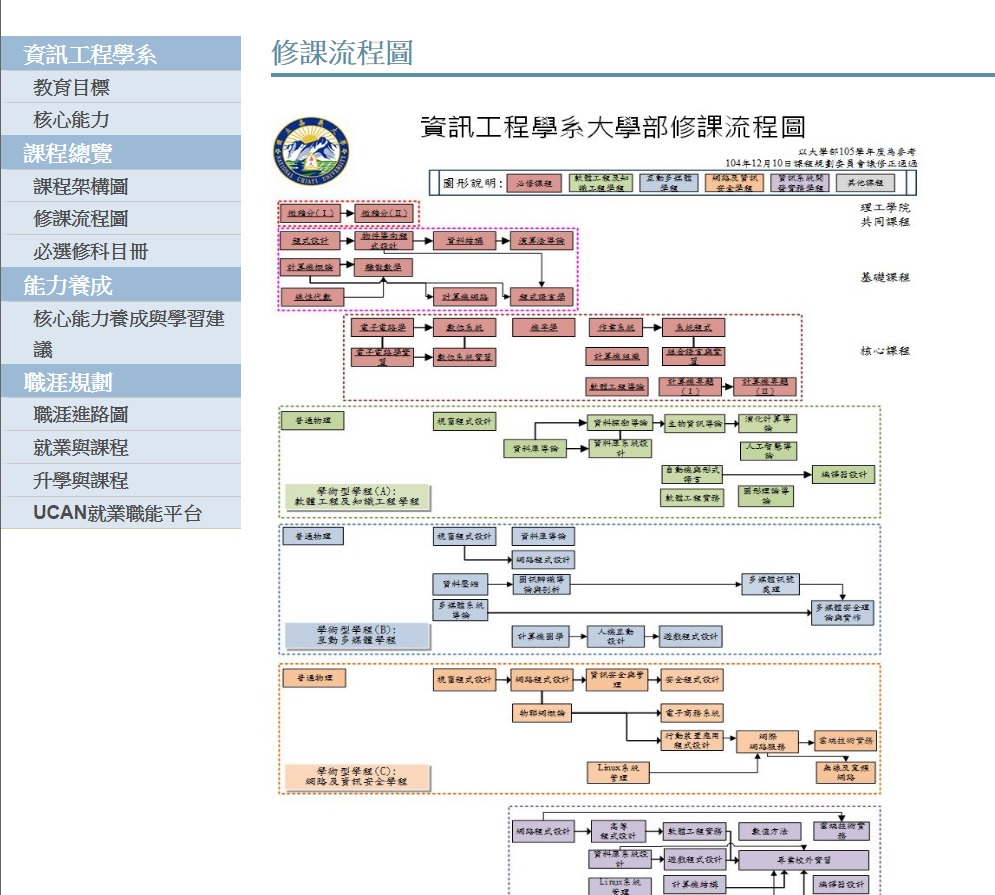 資訊工程學系
教育目標
核心能力
課程總覽
課程架構圖
修課流程圖
必選修科目冊
能力養成
核心能力養成與學習建
議
職涯規劃
職涯進路圖
就業與課程
升學與課程
UCAN就業職能平台
修課流程圖
資訊工程學系大學部修課流程圖
以大學部105學年度為參考
104年12月10日課程規劃委員會議修正通過
圖形說明:
必修課程
軟體工程及知
識工程學程
互動多媒體
學程
網路及資訊
安全學程
資訊系統開
發實務學程
其他課程
理工學院
共同課程
微積分(I)
微積分(II)
基礎課程
程式設計
物件導向程
式設計
資料結構
演算法導論
計算機概論
離散數學
線性代數
計算機網路
程式語言學
核心課程
電子電路學
數位系統
機率學
作業系統
系統程式
電子電路學實
習
數位系統實習
計算機組織
組合語言與實
習
軟體工程導論
計算機專題
(I)
計算機專題
(II)
普通物理
視窗程式設計
資料探勘導論
生物資訊導論
演化計算導
論
資料庫導論
資料庫系統設
計
人工智慧導
論
自動機與形式
語言
編譯器設計
軟體工程實務
圖形理論導
論
學術型學程(A):
軟體工程及知識工程學程
普通物理
視窗程式設計
資料庫導論
網路程式設計
資料壓縮
圖訊辨識導
論與剖析
多媒體訊號
處理
多媒體系統
導論
多媒體安全理
論與實作
計算機圖學
人機互動
設計
遊戲程式設計
學術型學程(B):
互動多媒體學程
普通物理
視窗程式設計
網路程式設計
資訊安全與管
理
安全程式設計
物聯網概論
電子商務系統
行動裝置應用
程式設計
網際
網路服務
雲端技術實務
Linux系統
管理
無線及寬頻
網路
學術型學程(C):
網路及資訊安全學程
網路程式設計
高等
程式設計
軟體工程實務
數值方法
雲端技術實
務
資料庫系統設
計
遊戲程式設計
專業校外實習
Linux系統
管理
計算機結構
編譯器設計